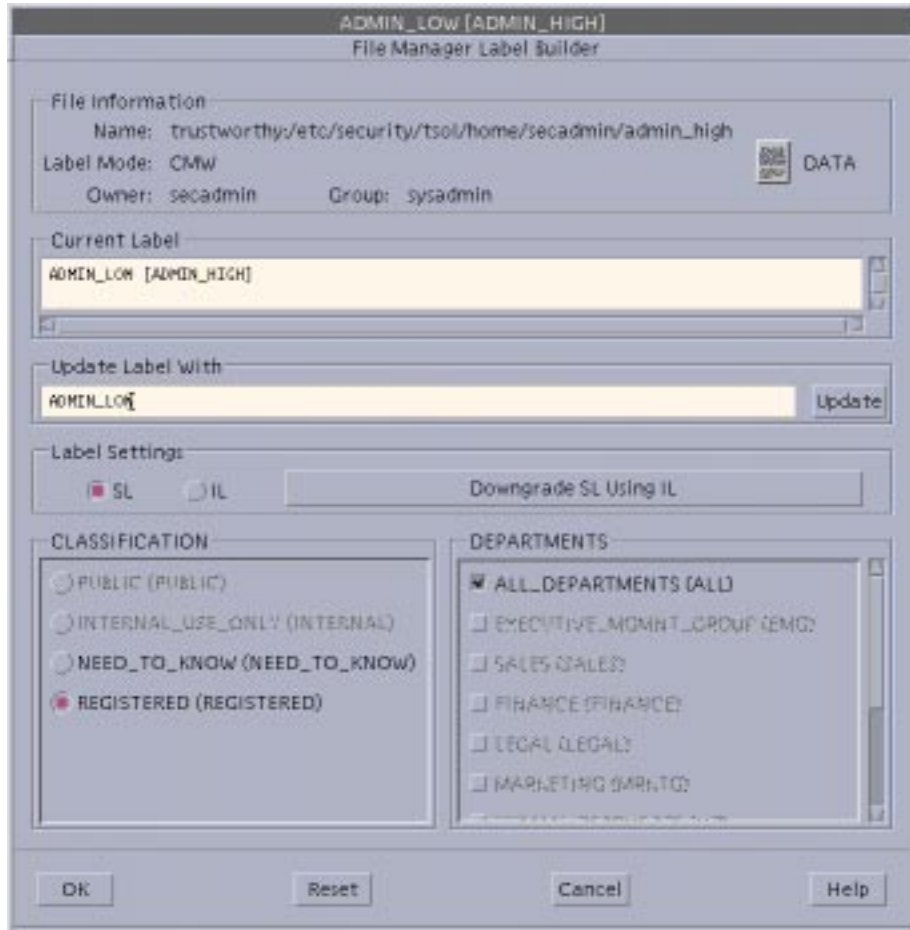 ADMIN_LOW [ADMIN_HIGH]
File Manager Label Builder
File Information
Name: trustworthy:/etc/security/tsol/home/secadmin/admin_high
Label Mode: CMW
DATA
Owner: secadmin Group: sysadmin
Current Label
ADMIN_LOW [ADMIN_HIGH]
Update Label With
ADMIN_LOW
Update
Label Settings
SL IL Downgrade SL Using IL
CLASSIFICATION
PUBLIC (PUBLIC)
INTERNAL_USE_ONLY (INTERNAL)
NEED_TO_KNOW (NEED_TO_KNOW)
REGISTERED (REGISTERED)
DEPARTMENTS
ALL_DEPARTMENTS (ALL)
EXECUTIVE_MGMNT_GROUP (EMG)
SALES (SALES)
FINANCE (FINANCE)
LEGAL (LEGAL)
MARKETING (MRKTG)
OK Reset Cancel Help